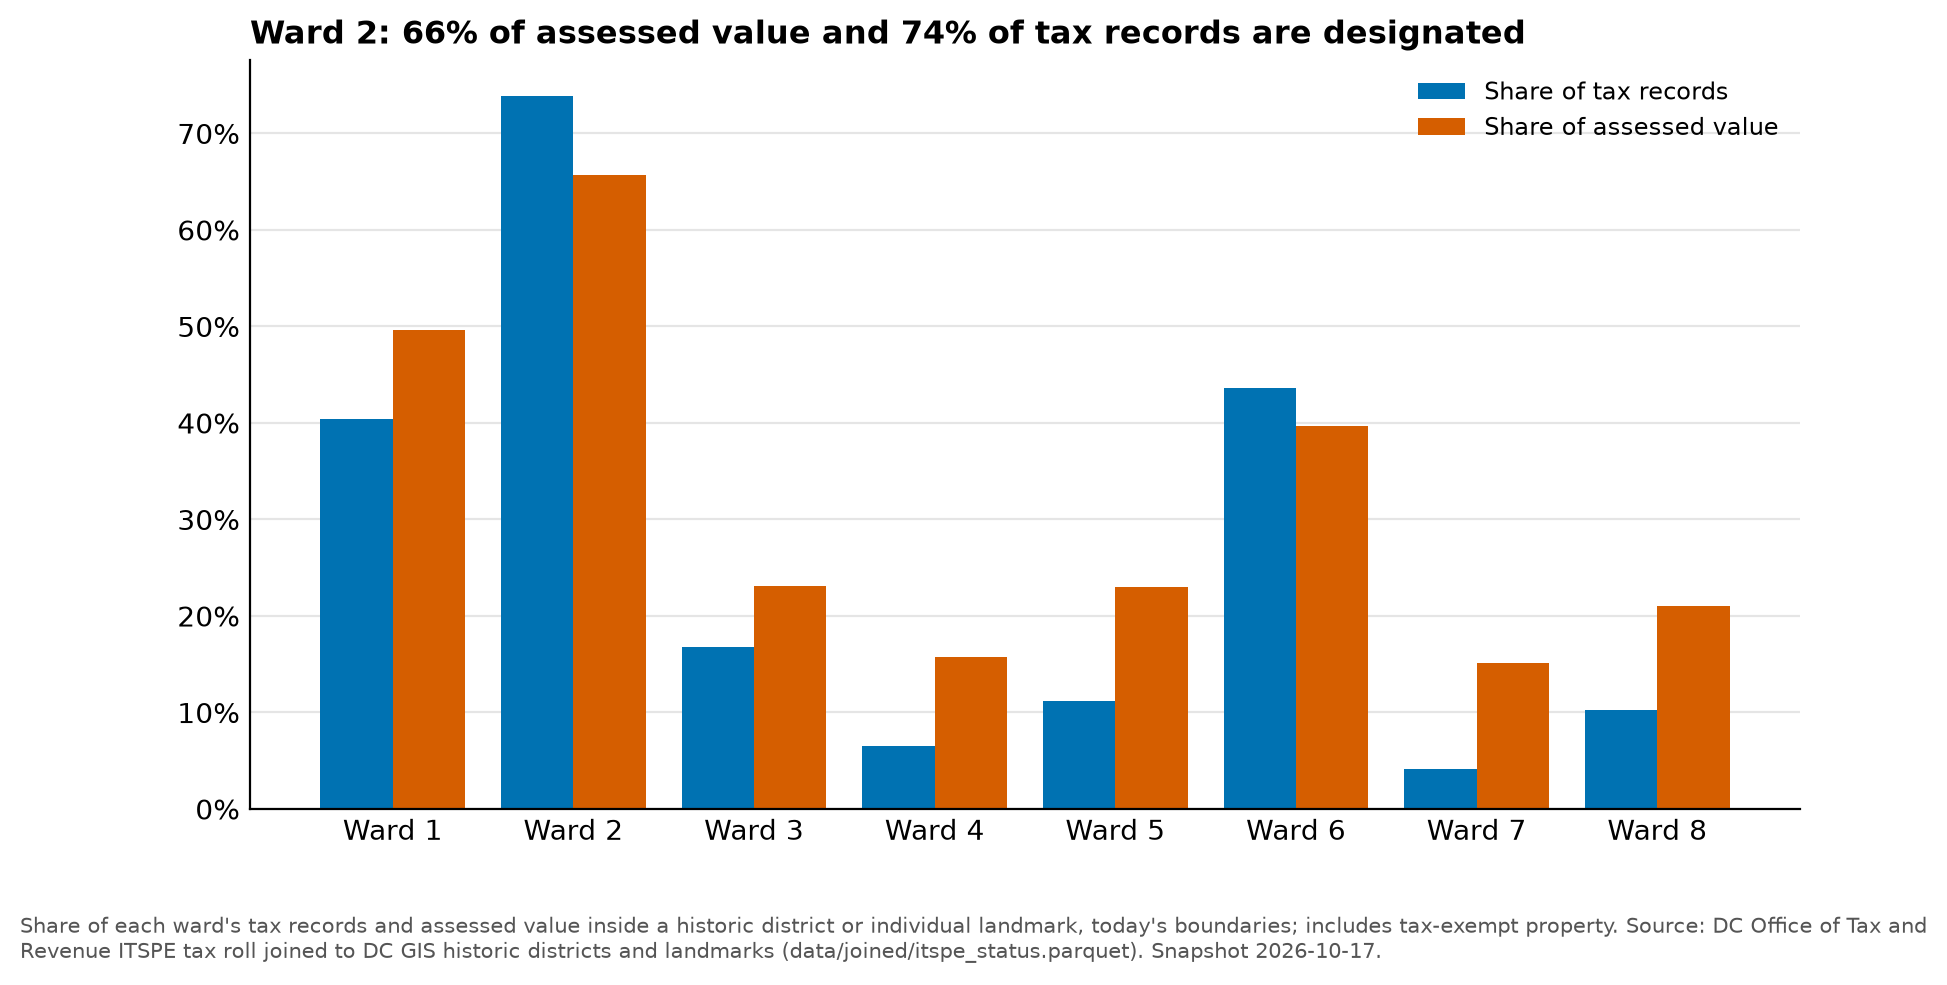 Ward 2: 66% of assessed value and 74% of tax records are designated
Share of tax records
Share of assessed value
70%
60%
50%
40%
30%
20%
10%
0%
Ward 1
Ward 2
Ward 3
Ward 4
Ward 5
Ward 6
Ward 7
Ward 8
Share of each ward's tax records and assessed value inside a historic district or individual landmark, today's boundaries; includes tax-exempt property. Source: DC Office of Tax and
Revenue ITSPE tax roll joined to DC GIS historic districts and landmarks (data/joined/itspe_status.parquet). Snapshot 2026-10-17.